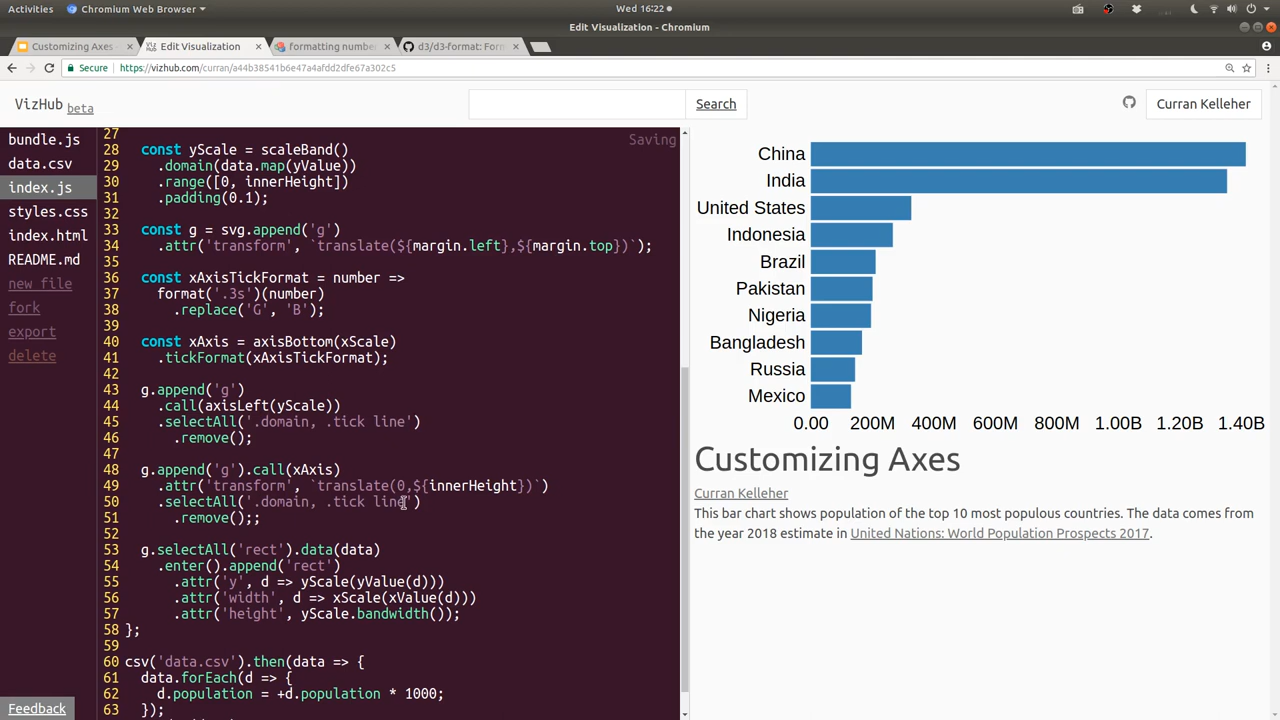 Activities Chromium Web Browser Wed 16:22
Edit Visualization - Chromium
Customizing Axes Edit Visualization formatting number d3/d3-format: Form
Secure https://vizhub.com/curran/a44b38541b6e47a4afdd2dfe67a302c5
VizHub beta Search Curran Kelleher
bundle.js
data.csv
index.js
styles.css
index.html
README.md
new file
fork
export
delete
Feedback
Saving
27
28 const yScale = scaleBand()
29 .domain(data.map(yValue))
30 .range([0, innerHeight])
31 .padding(0.1);
32
33 const g = svg.append('g')
34 .attr('transform', `translate(${margin.left},${margin.top})`);
35
36 const xAxisTickFormat = number =>
37 format('.3s')(number)
38 .replace('G', 'B');
39
40 const xAxis = axisBottom(xScale)
41 .tickFormat(xAxisTickFormat);
42
43 g.append('g')
44 .call(axisLeft(yScale))
45 .selectAll('.domain, .tick line')
46 .remove();
47
48 g.append('g').call(xAxis)
49 .attr('transform', `translate(0,${innerHeight})`)
50 .selectAll('.domain, .tick line')
51 .remove();;
52
53 g.selectAll('rect').data(data)
54 .enter().append('rect')
55 .attr('y', d => yScale(yValue(d)))
56 .attr('width', d => xScale(xValue(d)))
57 .attr('height', yScale.bandwidth());
58 };
59
60 csv('data.csv').then(data => {
61 data.forEach(d => {
62 d.population = +d.population * 1000;
63 });
China
India
United States
Indonesia
Brazil
Pakistan
Nigeria
Bangladesh
Russia
Mexico
0.00 200M 400M 600M 800M 1.00B 1.20B 1.40B
Customizing Axes
Curran Kelleher
This bar chart shows population of the top 10 most populous countries. The data comes from
the year 2018 estimate in United Nations: World Population Prospects 2017.